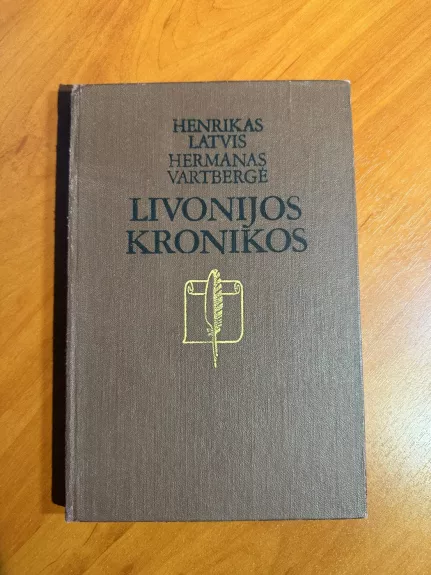 HENRIKAS
LATVIS
HERMANAS
VARTBERGĖ
LIVONIJOS
KRONIKOS